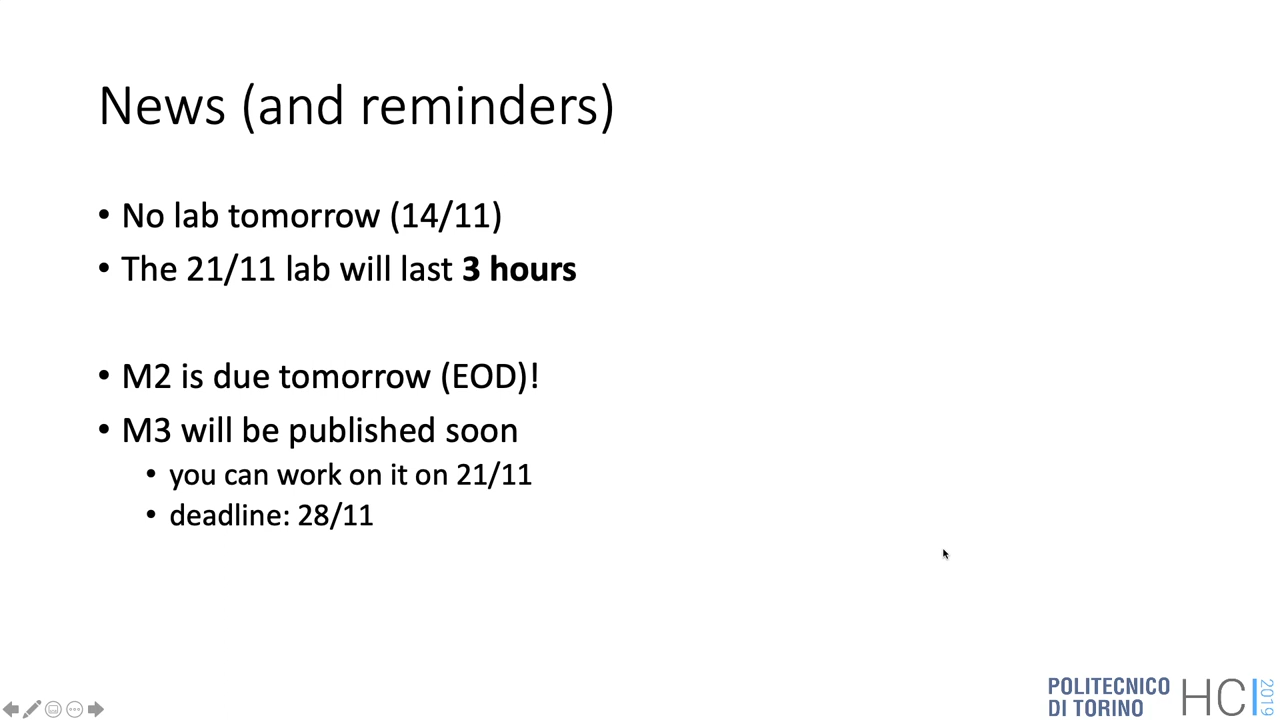 News (and reminders)
• No lab tomorrow (14/11)
• The 21/11 lab will last 3 hours
• M2 is due tomorrow (EOD)!
• M3 will be published soon
• you can work on it on 21/11
• deadline: 28/11
POLITECNICO
DI TORINO
HCI
2019